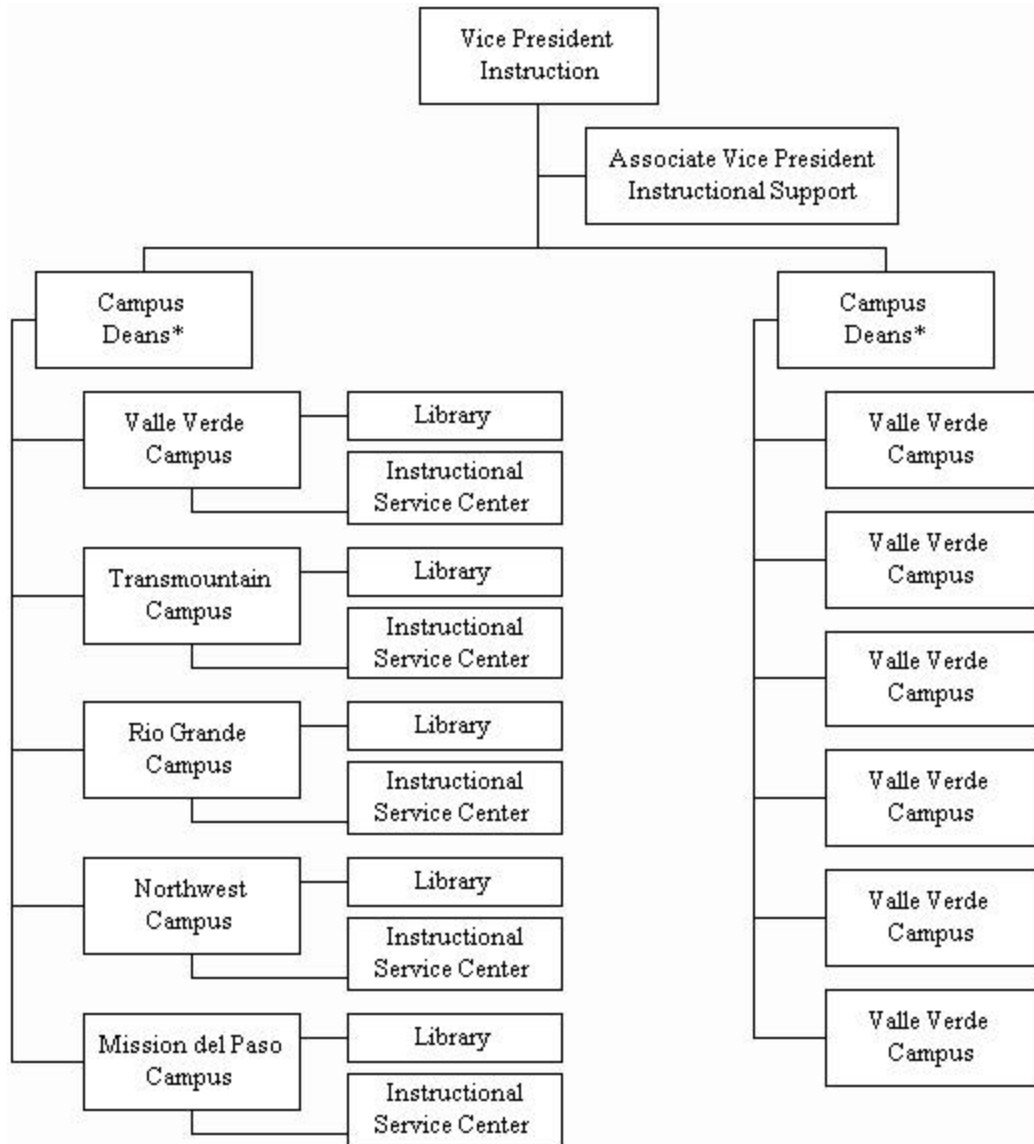 Vice President
Instruction
Associate Vice President
Instructional Support
Campus
Deans*
Valle Verde
Campus
Library
Instructional
Service Center
Transmountain
Campus
Library
Instructional
Service Center
Rio Grande
Campus
Library
Instructional
Service Center
Northwest
Campus
Library
Instructional
Service Center
Mission del Paso
Campus
Library
Instructional
Service Center
Campus
Deans*
Valle Verde
Campus
Valle Verde
Campus
Valle Verde
Campus
Valle Verde
Campus
Valle Verde
Campus
Valle Verde
Campus